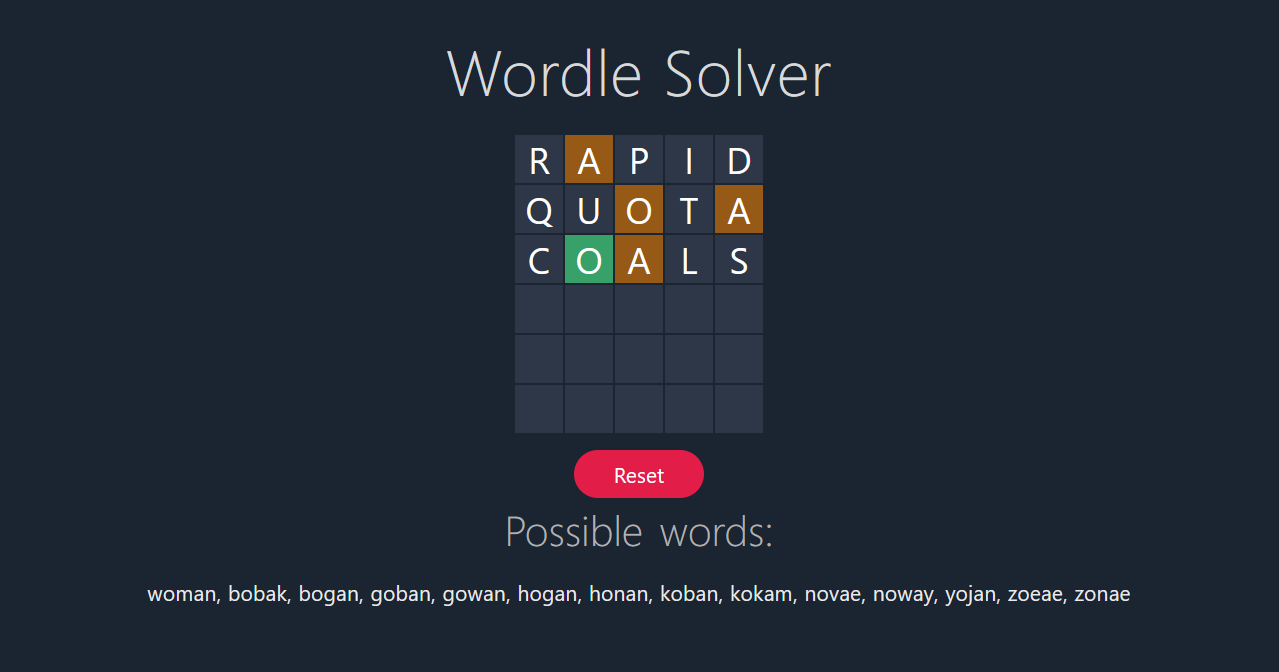 Wordle Solver
R A P I D
Q U O T A
C O A L S
Reset
Possible words:
woman, bobak, bogan, goban, gowan, hogan, honan, koban, kokam, novae, noway, yojan, zoeae, zonae